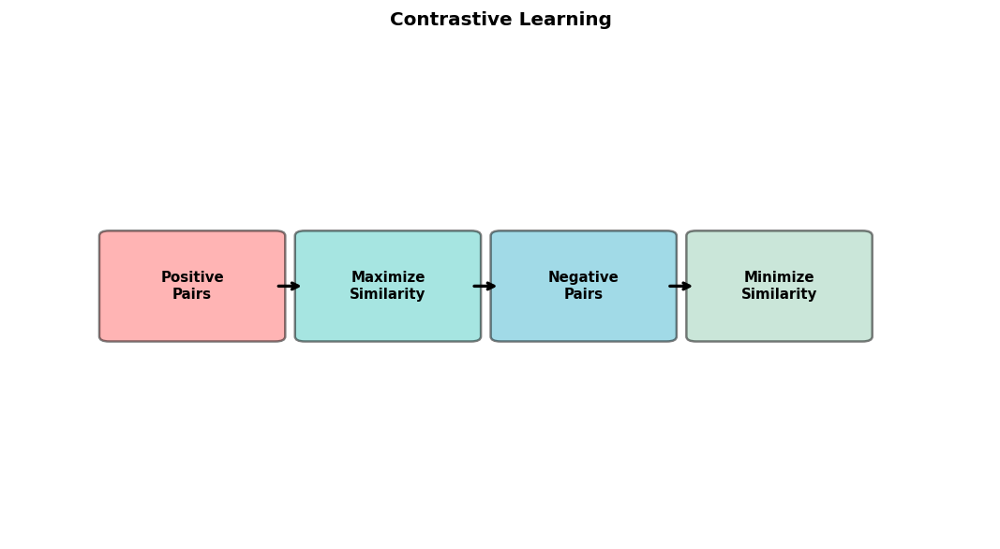 Contrastive Learning
Positive
Pairs
Maximize
Similarity
Negative
Pairs
Minimize
Similarity